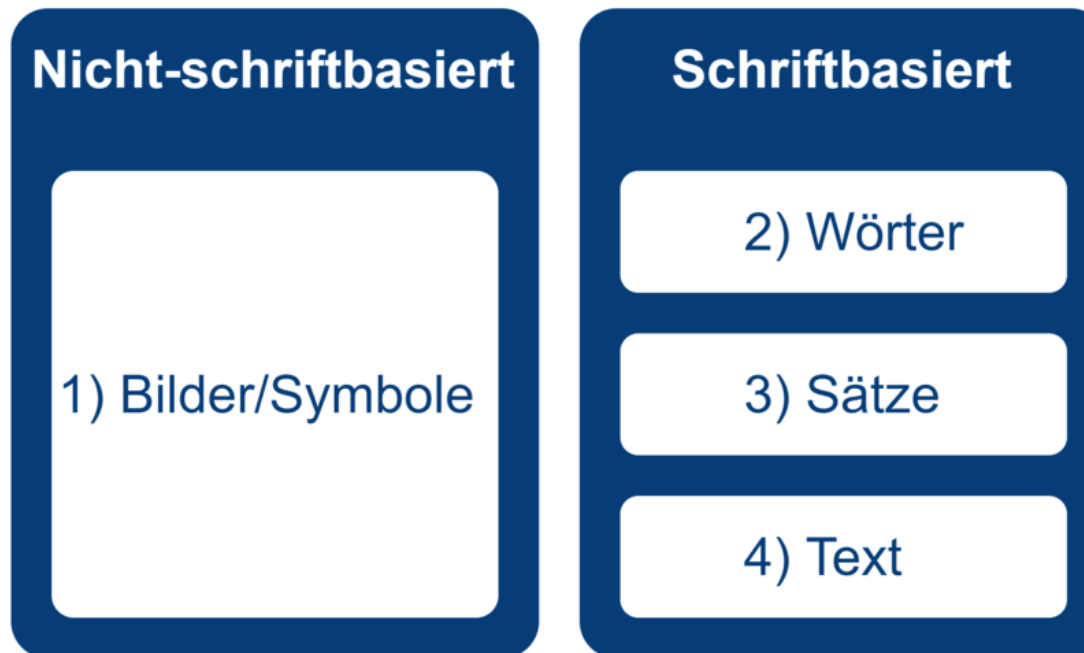 Nicht-schriftbasiert
1) Bilder/Symbole
Schriftbasiert
2) Wörter
3) Sätze
4) Text